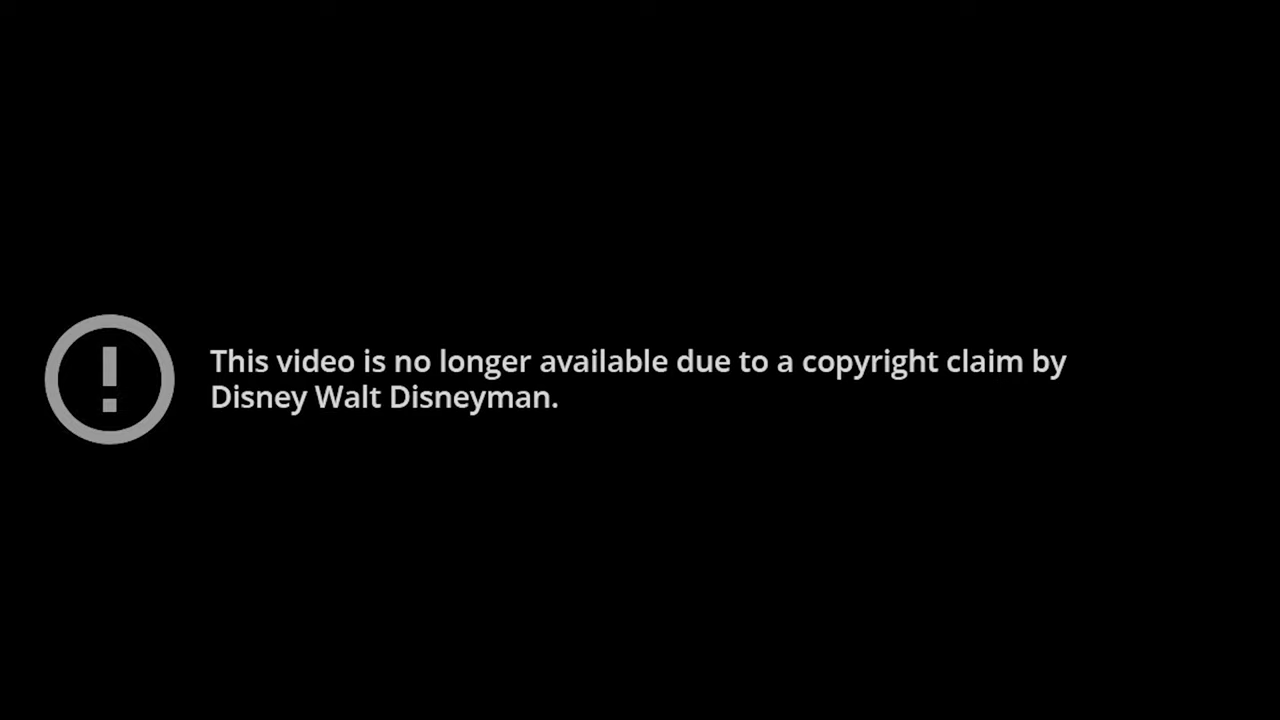 This video is no longer available due to a copyright claim by
Disney Walt Disneyman.